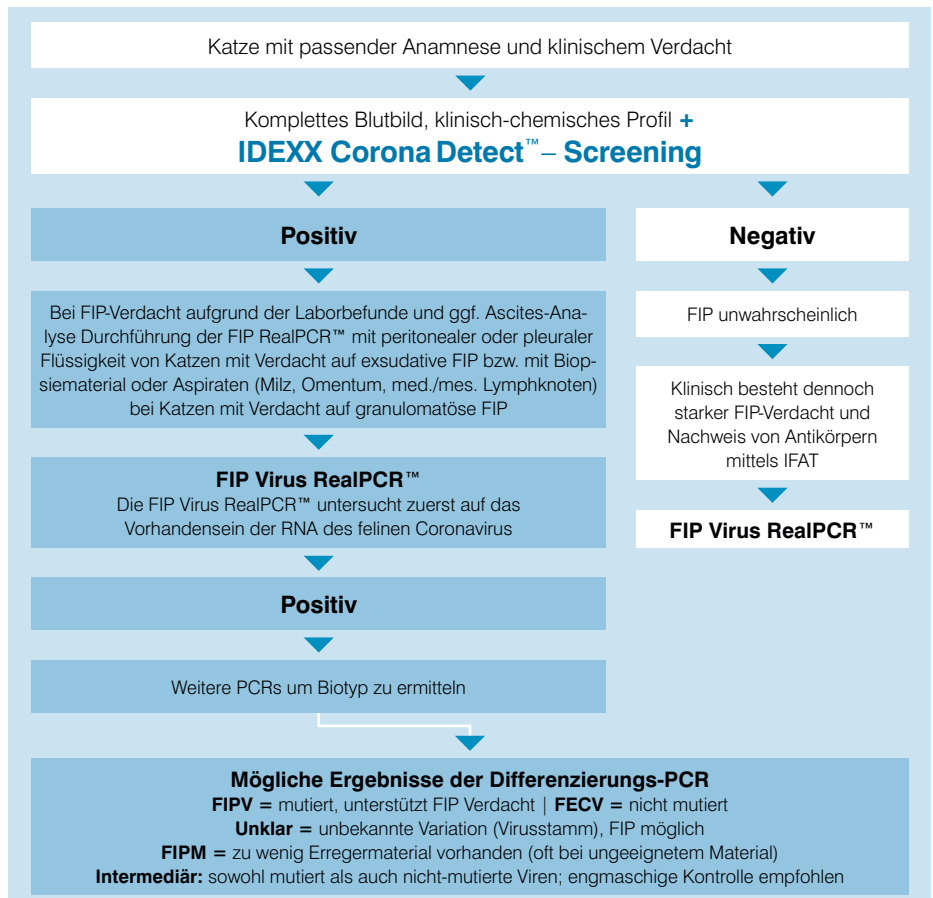 Katze mit passender Anamnese und klinischem Verdacht
Komplettes Blutbild, klinisch-chemisches Profil +
IDEXX Corona Detect™ – Screening
Positiv
Bei FIP-Verdacht aufgrund der Laborbefunde und ggf. Ascites-Ana-
lyse Durchführung der FIP RealPCR™ mit peritonealer oder pleuraler
Flüssigkeit von Katzen mit Verdacht auf exsudative FIP bzw. mit Biop-
siematerial oder Aspiraten (Milz, Omentum, med./mes. Lymphknoten)
bei Katzen mit Verdacht auf granulomatöse FIP
FIP Virus RealPCR™
Die FIP Virus RealPCR™ untersucht zuerst auf das
Vorhandensein der RNA des felinen Coronavirus
Positiv
Weitere PCRs um Biotyp zu ermitteln
Negativ
FIP unwahrscheinlich
Klinisch besteht dennoch
starker FIP-Verdacht und
Nachweis von Antikörpern
mittels IFAT
FIP Virus RealPCR™
Mögliche Ergebnisse der Differenzierungs-PCR
FIPV = mutiert, unterstützt FIP Verdacht | FECV = nicht mutiert
Unklar = unbekannte Variation (Virusstamm), FIP möglich
FIPM = zu wenig Erregermaterial vorhanden (oft bei ungeeignetem Material)
Intermediär: sowohl mutiert als auch nicht-mutierte Viren; engmaschige Kontrolle empfohlen